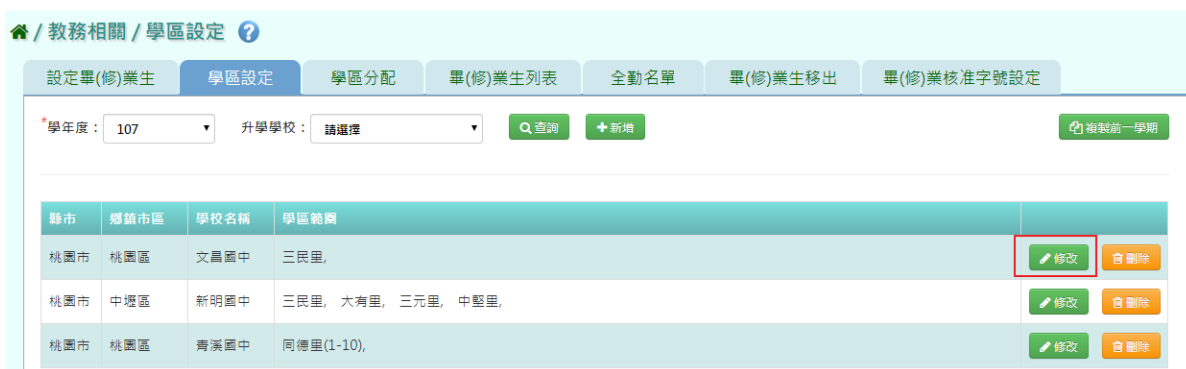 / 教務相關 / 學區設定 ?
設定畢(修)業生 學區設定 學區分配 畢(修)業生列表 全勤名單 畢(修)業生移出 畢(修)業核准字號設定
*學年度： 107 升學學校： 請選擇 查詢 新增 複製前一學期
縣市 鄉鎮市區 學校名稱 學區範圍
桃園市 桃園區 文昌國中 三民里, 修改 刪除
桃園市 中壢區 新明國中 三民里, 大有里, 三元里, 中堅里, 修改 刪除
桃園市 桃園區 青溪國中 同德里(1-10), 修改 刪除